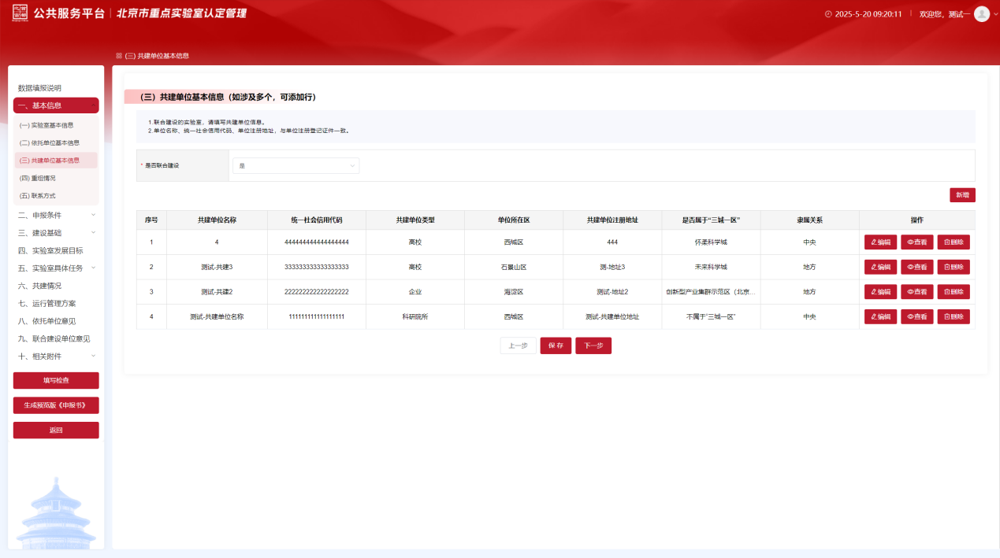 首都之窗
公共服务平台 | 北京市重点实验室认定管理
2025-5-20 09:20:11 | 欢迎您，测试一
(三) 共建单位基本信息
数据填报说明
一、基本信息
(一) 实验室基本信息
(二) 依托单位基本信息
(三) 共建单位基本信息
(四) 重组情况
(五) 联系方式
二、申报条件
三、建设基础
四、实验室发展目标
五、实验室具体任务
六、共建情况
七、运行管理方案
八、依托单位意见
九、联合建设单位意见
十、相关附件
填写检查
生成预览版《申报书》
返回
（三）共建单位基本信息（如涉及多个，可添加行）
1.联合建设的实验室，请填写共建单位信息。
2.单位名称、统一社会信用代码、单位注册地址，与单位注册登记证件一致。
* 是否联合建设 是
新增
序号 共建单位名称 统一社会信用代码 共建单位类型 单位所在区 共建单位注册地址 是否属于“三城一区” 隶属关系 操作
1 4 444444444444444444 高校 西城区 444 怀柔科学城 中央 编辑 查看 删除
2 测试-共建3 333333333333333333 高校 石景山区 测-地址3 未来科学城 地方 编辑 查看 删除
3 测试-共建2 222222222222222222 企业 海淀区 测试-地址2 创新型产业集群示范区（北京... 地方 编辑 查看 删除
4 测试-共建单位名称 111111111111111111 科研院所 西城区 测试-共建单位地址 不属于“三城一区” 中央 编辑 查看 删除
上一步 保 存 下一步